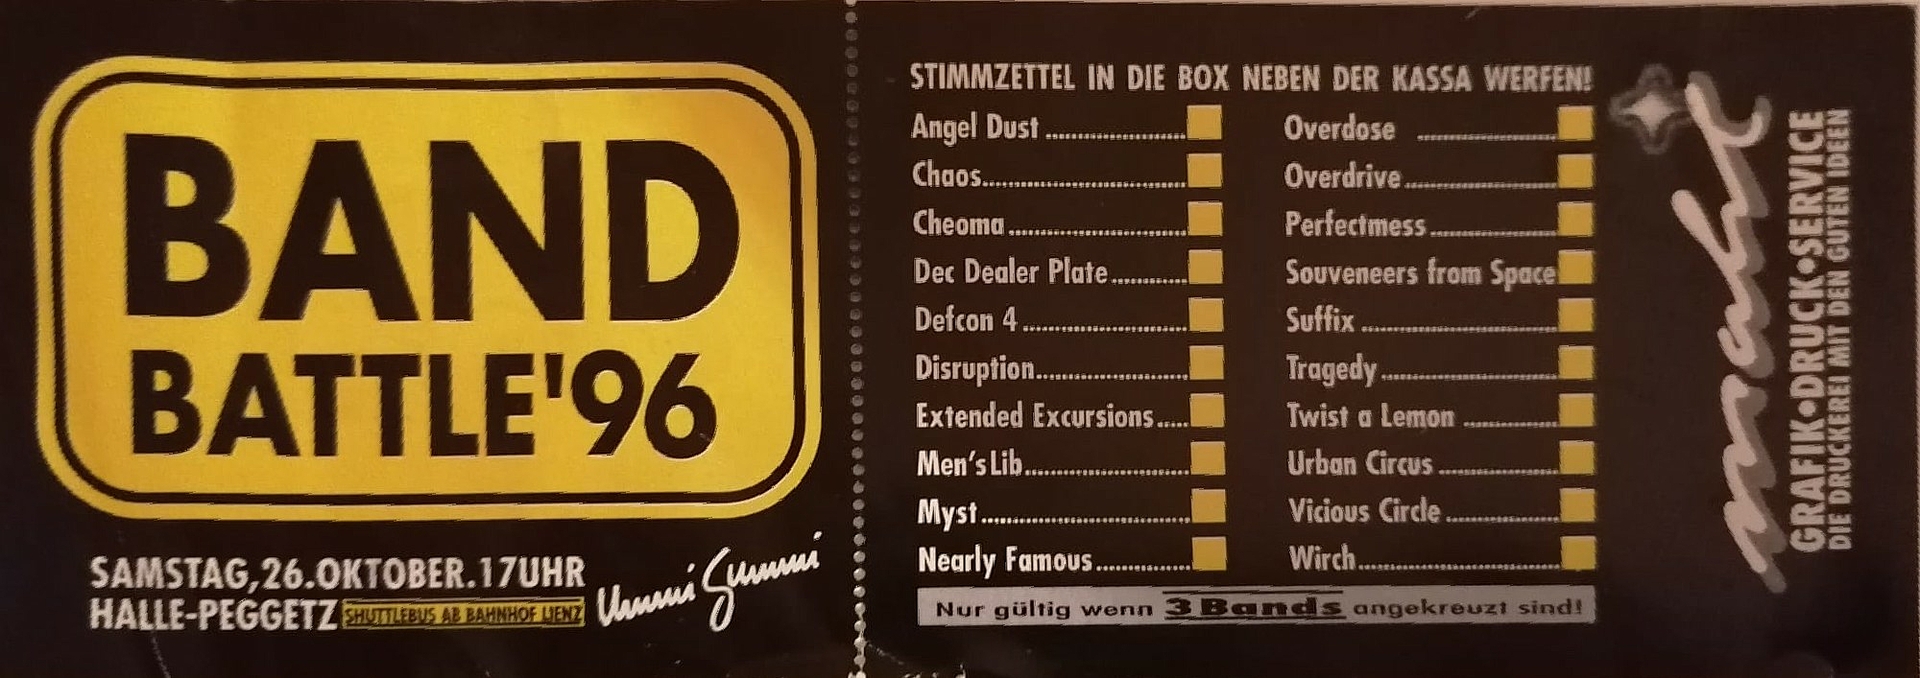 BAND
BATTLE'96
SAMSTAG,26.OKTOBER.17UHR
HALLE-PEGGETZ SHUTTLEBUS AB BAHNHOF LIENZ
Ummi Gummi
STIMMZETTEL IN DIE BOX NEBEN DER KASSA WERFEN!
Angel Dust
Chaos
Cheoma
Dec Dealer Plate
Defcon 4
Disruption
Extended Excursions
Men's Lib
Myst
Nearly Famous
Overdose
Overdrive
Perfectmess
Souveneers from Space
Suffix
Tragedy
Twist a Lemon
Urban Circus
Vicious Circle
Wirch
Nur gültig wenn 3 Bands angekreuzt sind!
mahl
GRAFIK•DRUCK•SERVICE
DIE DRUCKEREI MIT DEN GUTEN IDEEN